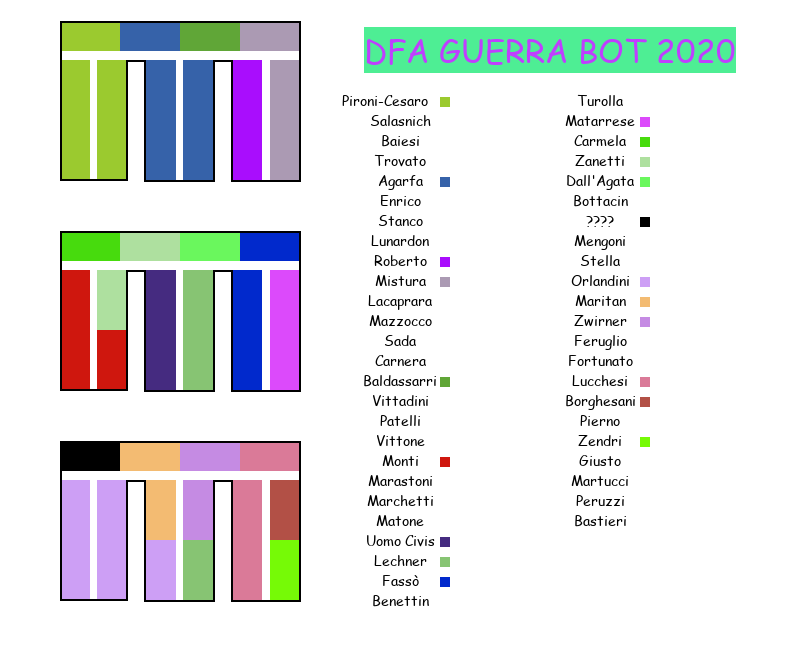 DFA GUERRA BOT 2020
Pironi-Cesaro
Salasnich
Baiesi
Trovato
Agarfa
Enrico
Stanco
Lunardon
Roberto
Mistura
Lacaprara
Mazzocco
Sada
Carnera
Baldassarri
Vittadini
Patelli
Vittone
Monti
Marastoni
Marchetti
Matone
Uomo Civis
Lechner
Fassò
Benettin
Turolla
Matarrese
Carmela
Zanetti
Dall'Agata
Bottacin
????
Mengoni
Stella
Orlandini
Maritan
Zwirner
Feruglio
Fortunato
Lucchesi
Borghesani
Pierno
Zendri
Giusto
Martucci
Peruzzi
Bastieri